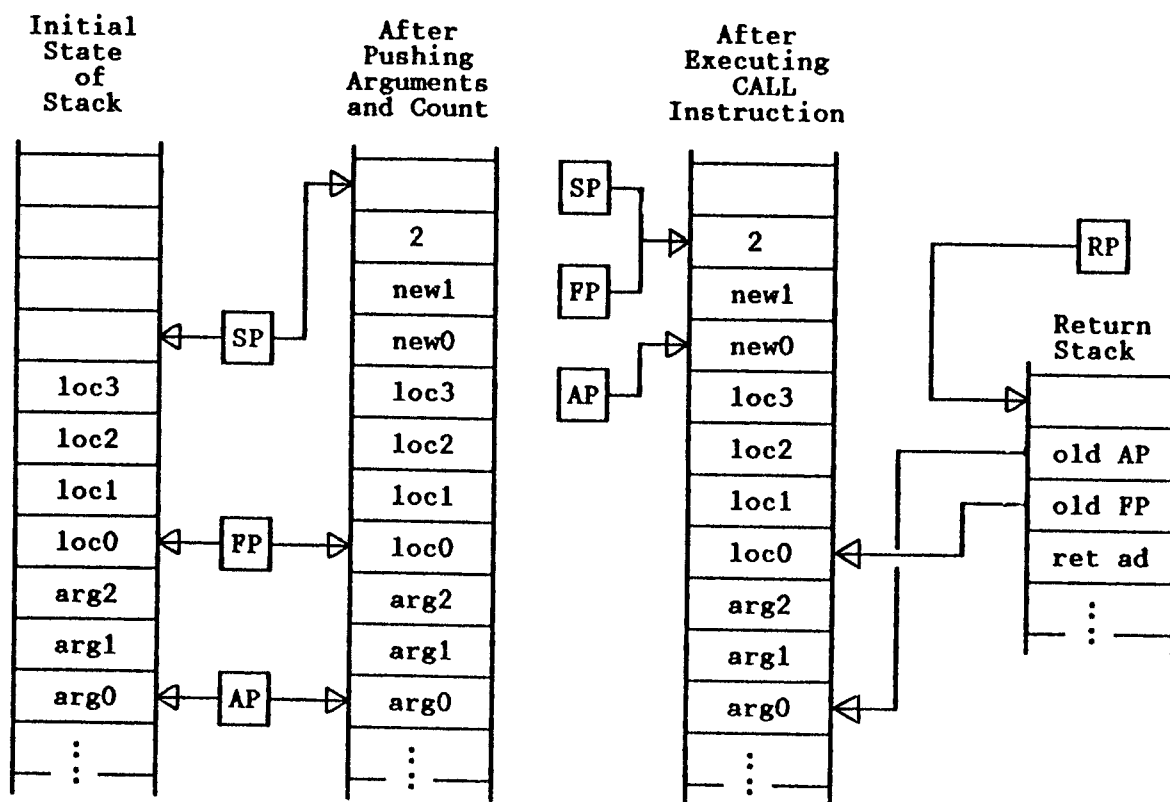 Initial
State
of
Stack
After
Pushing
Arguments
and Count
After
Executing
CALL
Instruction
loc3
loc2
loc1
loc0
arg2
arg1
arg0
SP
FP
AP
2
new1
new0
loc3
loc2
loc1
loc0
arg2
arg1
arg0
SP
FP
AP
2
new1
new0
loc3
loc2
loc1
loc0
arg2
arg1
arg0
RP
Return
Stack
old AP
old FP
ret ad